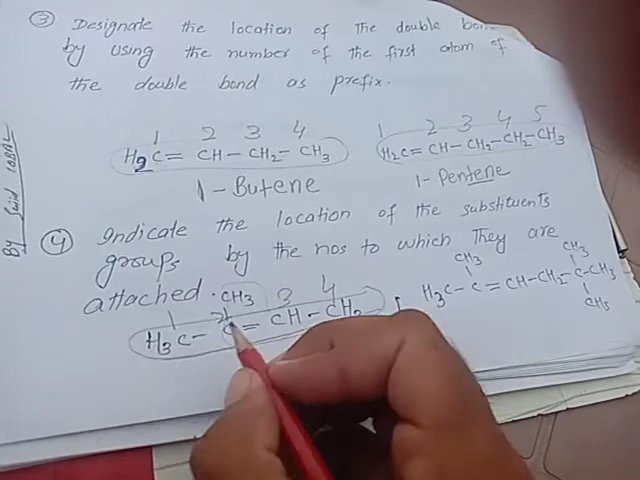 ③ Designate the location of the double
by using the number of the first atom of
the double bond as prefix.
1 2 3 4
H2C = CH – CH2 – CH3
1 – Butene
1 2 3 4 5
H2C = CH – CH2 – CH2 – CH3
1 – Pentene
④ Indicate the location of the substituents
groups by the nos to which they are
attached.
CH3
1 2 3 4
H3C – C = CH – CH3
CH3 CH3
H3C – C = CH – CH2 – C – CH3
CH3
By Said